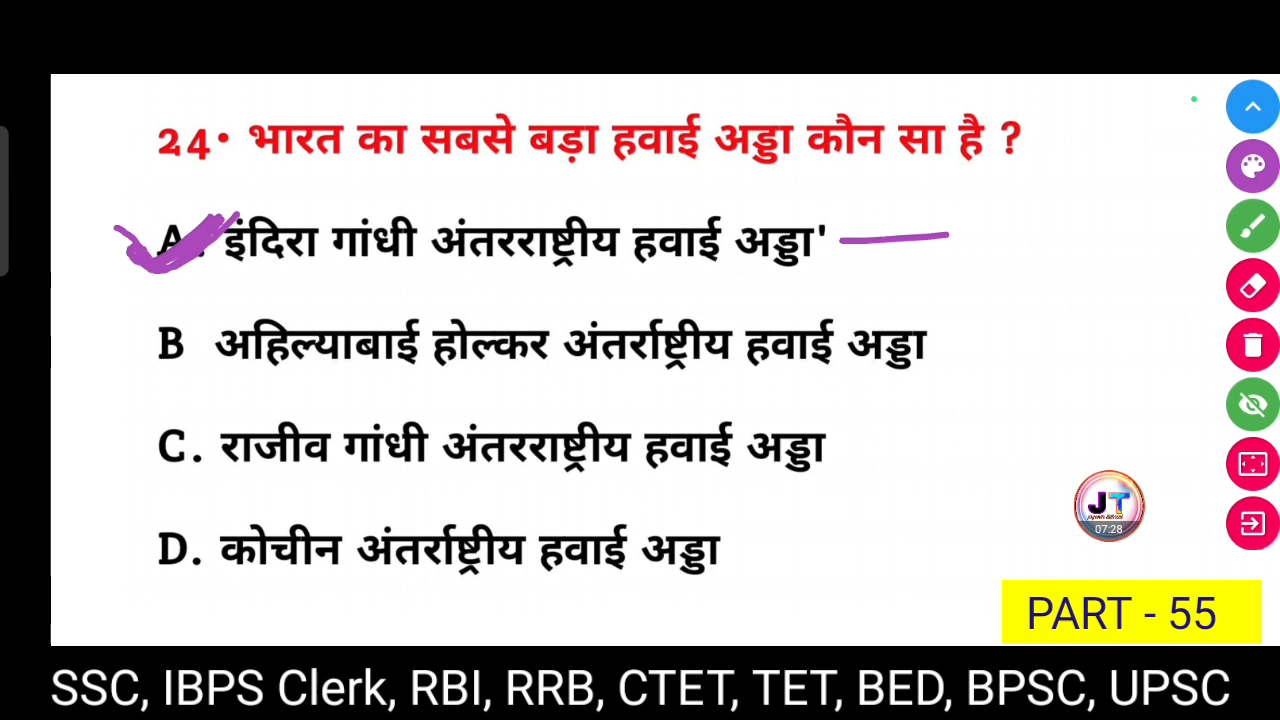 24• भारत का सबसे बड़ा हवाई अड्डा कौन सा है ?
A. इंदिरा गांधी अंतरराष्ट्रीय हवाई अड्डा'
B अहिल्याबाई होल्कर अंतर्राष्ट्रीय हवाई अड्डा
C. राजीव गांधी अंतरराष्ट्रीय हवाई अड्डा
D. कोचीन अंतर्राष्ट्रीय हवाई अड्डा
JT
07:28
PART - 55
SSC, IBPS Clerk, RBI, RRB, CTET, TET, BED, BPSC, UPSC